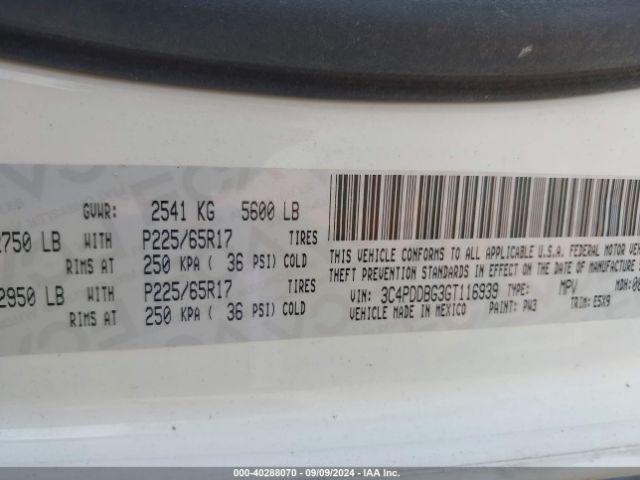 GVWR: 2541 KG 5600 LB
2750 LB WITH P225/65R17 TIRES
RIMS AT 250 KPA ( 36 PSI) COLD
2950 LB WITH P225/65R17 TIRES
RIMS AT 250 KPA ( 36 PSI) COLD
THIS VEHICLE CONFORMS TO ALL APPLICABLE U.S.A. FEDERAL MOTOR
THEFT PREVENTION STANDARDS IN EFFECT ON THE DATE OF MANUFACTURE
VIN: 3C4PDDBG3GT116939 TYPE: MPV MDH:
VEHICLE MADE IN MEXICO PAINT: PW3 TRIM: E5X9
000-40288070 - 09/09/2024 - IAA Inc.